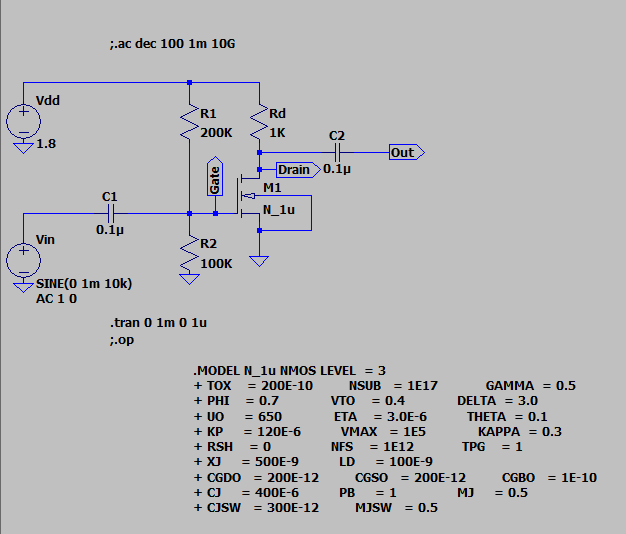 ;.ac dec 100 1m 10G
Vdd
1.8
R1
200K
Rd
1K
C2
0.1µ
Out
Drain
Gate
M1
N_1u
C1
0.1µ
Vin
SINE(0 1m 10k)
AC 1 0
R2
100K
.tran 0 1m 0 1u
;.op
.MODEL N_1u NMOS LEVEL = 3
+ TOX = 200E-10 NSUB = 1E17 GAMMA = 0.5
+ PHI = 0.7 VTO = 0.4 DELTA = 3.0
+ UO = 650 ETA = 3.0E-6 THETA = 0.1
+ KP = 120E-6 VMAX = 1E5 KAPPA = 0.3
+ RSH = 0 NFS = 1E12 TPG = 1
+ XJ = 500E-9 LD = 100E-9
+ CGDO = 200E-12 CGSO = 200E-12 CGBO = 1E-10
+ CJ = 400E-6 PB = 1 MJ = 0.5
+ CJSW = 300E-12 MJSW = 0.5